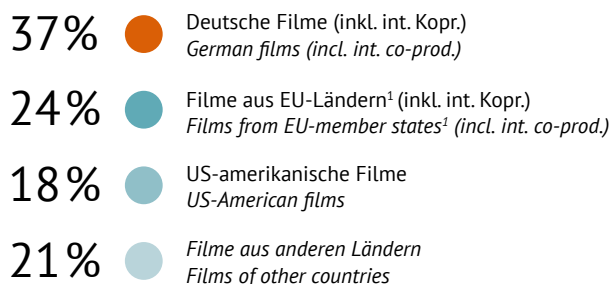 37%
Deutsche Filme (inkl. int. Kopr.)
German films (incl. int. co-prod.)
24%
Filme aus EU-Ländern¹ (inkl. int. Kopr.)
Films from EU-member states¹ (incl. int. co-prod.)
18%
US-amerikanische Filme
US-American films
21%
Filme aus anderen Ländern
Films of other countries